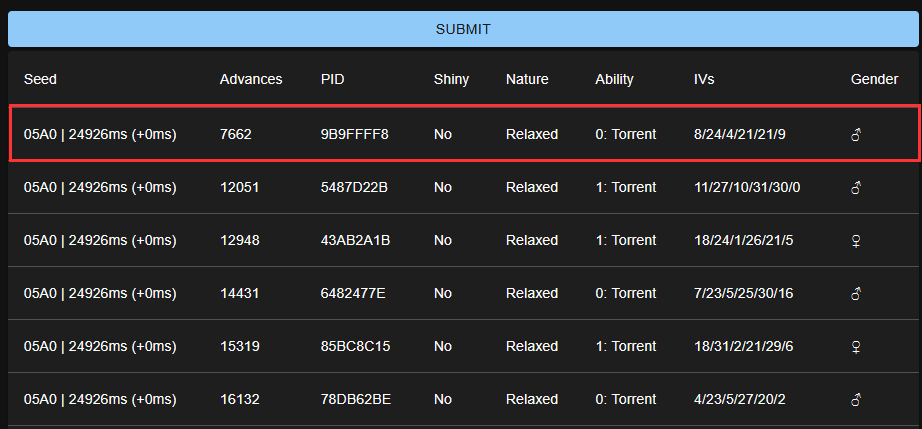 SUBMIT
Seed Advances PID Shiny Nature Ability IVs Gender
05A0 | 24926ms (+0ms) 7662 9B9FFFF8 No Relaxed 0: Torrent 8/24/4/21/21/9 ♂
05A0 | 24926ms (+0ms) 12051 5487D22B No Relaxed 1: Torrent 11/27/10/31/30/0 ♂
05A0 | 24926ms (+0ms) 12948 43AB2A1B No Relaxed 1: Torrent 18/24/1/26/21/5 ♀
05A0 | 24926ms (+0ms) 14431 6482477E No Relaxed 0: Torrent 7/23/5/25/30/16 ♂
05A0 | 24926ms (+0ms) 15319 85BC8C15 No Relaxed 1: Torrent 18/31/2/21/29/6 ♀
05A0 | 24926ms (+0ms) 16132 78DB62BE No Relaxed 0: Torrent 4/23/5/27/20/2 ♂